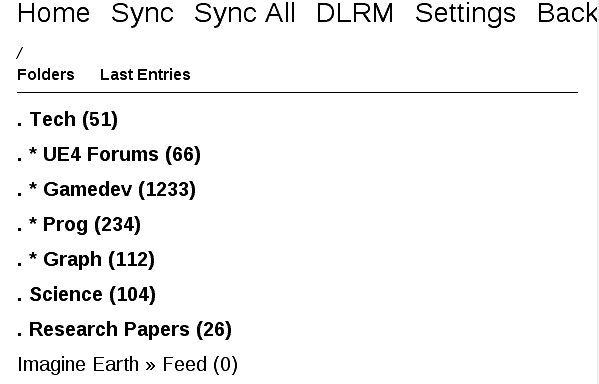 Home Sync Sync All DLRM Settings Back
/
Folders Last Entries
. Tech (51)
. * UE4 Forums (66)
. * Gamedev (1233)
. * Prog (234)
. * Graph (112)
. Science (104)
. Research Papers (26)
Imagine Earth » Feed (0)